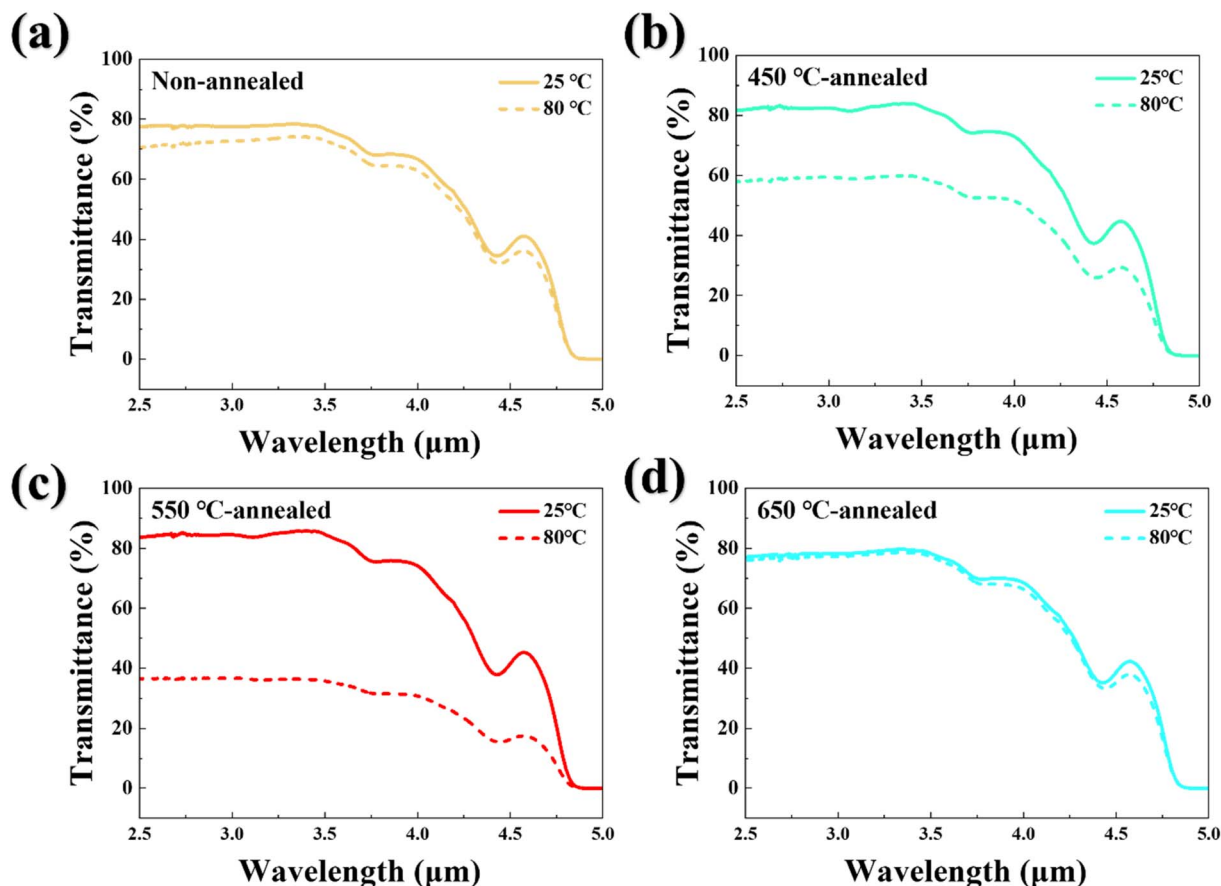 (a)
Non-annealed
25 ℃
80 ℃
100
80
60
40
20
0
Transmittance (%)
2.5 3.0 3.5 4.0 4.5 5.0
Wavelength (μm)
(b)
450 ℃-annealed
25℃
80℃
100
80
60
40
20
0
Transmittance (%)
2.5 3.0 3.5 4.0 4.5 5.0
Wavelength (μm)
(c)
550 ℃-annealed
25℃
80℃
100
80
60
40
20
0
Transmittance (%)
2.5 3.0 3.5 4.0 4.5 5.0
Wavelength (μm)
(d)
650 ℃-annealed
25℃
80℃
100
80
60
40
20
0
Transmittance (%)
2.5 3.0 3.5 4.0 4.5 5.0
Wavelength (μm)